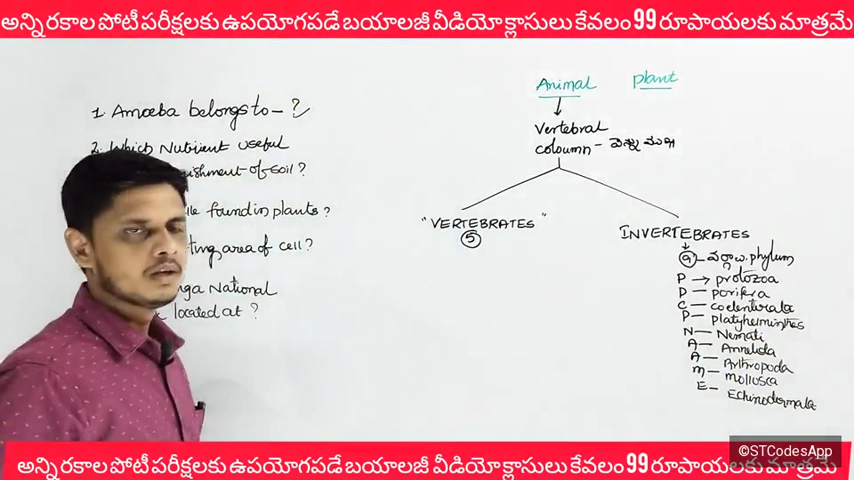 అన్ని రకాల పోటీ పరీక్షలకు ఉపయోగపడే బయాలజీ వీడియో క్లాసులు కేవలం 99 రూపాయలకు మాత్రమే
Animal plant
1. Amoeba belongs to - ?
Vertebral
coloumn -
2. Which Nutrient useful
of soil ?
found in plants ?
"VERTEBRATES"
5
INVERTEBRATES
area of cell ?
9 - phylum
P → protozoa
National
P - porifera
located at ?
C - coelenterata
P - platyhelminthes
N - Nemati
A - Annelida
A - Arthropoda
M - mollusca
E - Echinodermata
©STCodesApp
అన్ని రకాల పోటీ పరీక్షలకు ఉపయోగపడే బయాలజీ వీడియో క్లాసులు కేవలం 99 రూపాయలకు మాత్రమే